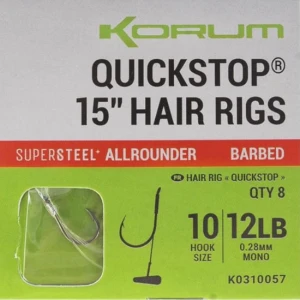 KORUM
QUICKSTOP®
15” HAIR RIGS
SUPERSTEEL+ ALLROUNDER BARBED
FR HAIR RIG « QUICKSTOP »
QTY 8
10 HOOK SIZE
12LB 0.28MM MONO
K0310057